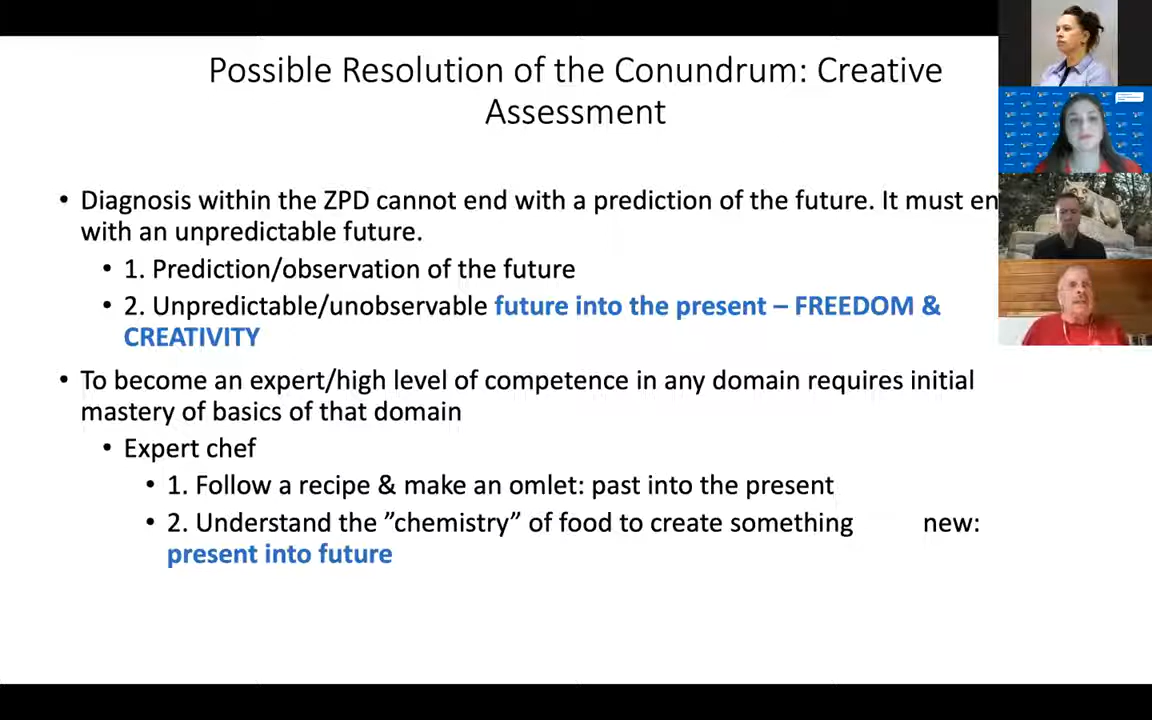 Possible Resolution of the Conundrum: Creative
Assessment
• Diagnosis within the ZPD cannot end with a prediction of the future. It must en
with an unpredictable future.
• 1. Prediction/observation of the future
• 2. Unpredictable/unobservable future into the present – FREEDOM &
CREATIVITY
• To become an expert/high level of competence in any domain requires initial
mastery of basics of that domain
• Expert chef
• 1. Follow a recipe & make an omlet: past into the present
• 2. Understand the ”chemistry” of food to create something new:
present into future